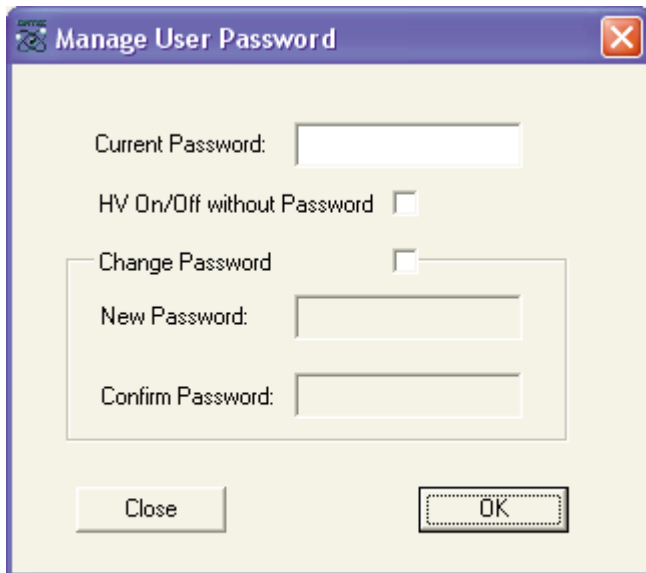 Manage User Password
Current Password:
HV On/Off without Password
Change Password
New Password:
Confirm Password:
Close
OK